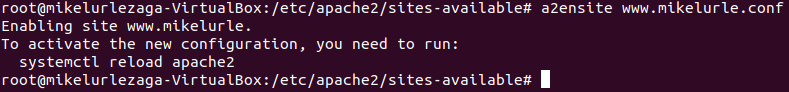 root@mikelurlezaga-VirtualBox:/etc/apache2/sites-available# a2ensite www.mikelurle.conf
Enabling site www.mikelurle.
To activate the new configuration, you need to run:
  systemctl reload apache2
root@mikelurlezaga-VirtualBox:/etc/apache2/sites-available#